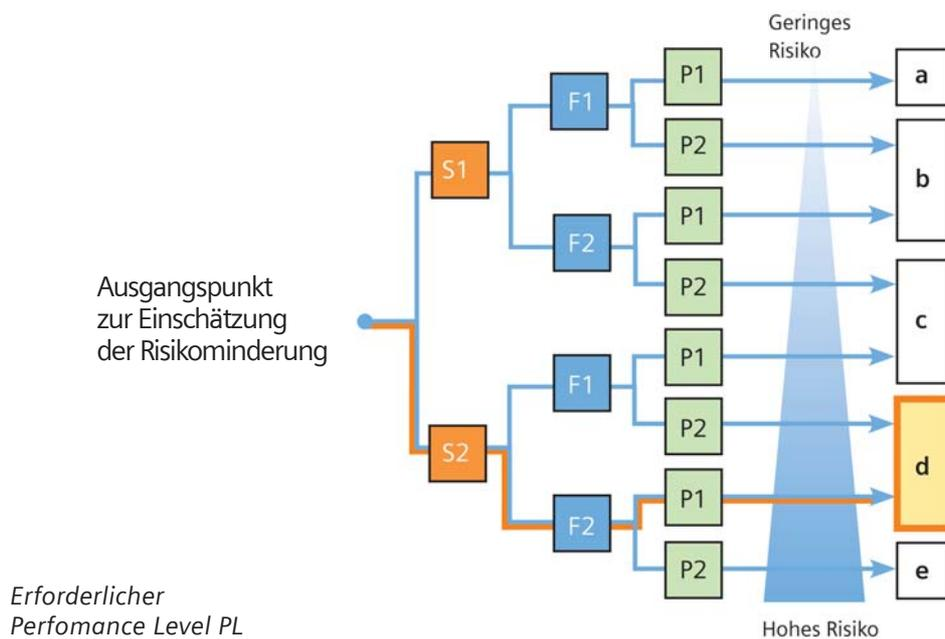 Geringes
Risiko
P1
a
F1
P2
b
S1
P1
F2
P2
c
Ausgangspunkt
zur Einschätzung
der Risikominderung
P1
F1
P2
S2
d
P1
F2
P2
e
Erforderlicher
Perfomance Level PL
Hohes Risiko